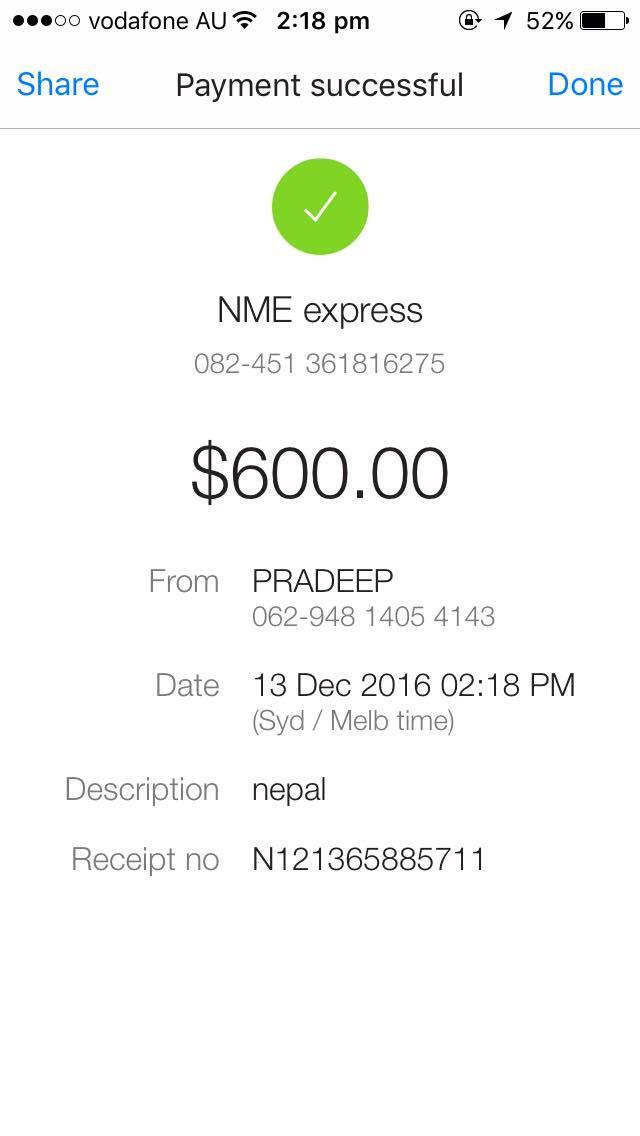 vodafone AU 2:18 pm 52%
Share Payment successful Done
NME express
082-451 361816275
$600.00
From PRADEEP
062-948 1405 4143
Date 13 Dec 2016 02:18 PM
(Syd / Melb time)
Description nepal
Receipt no N121365885711